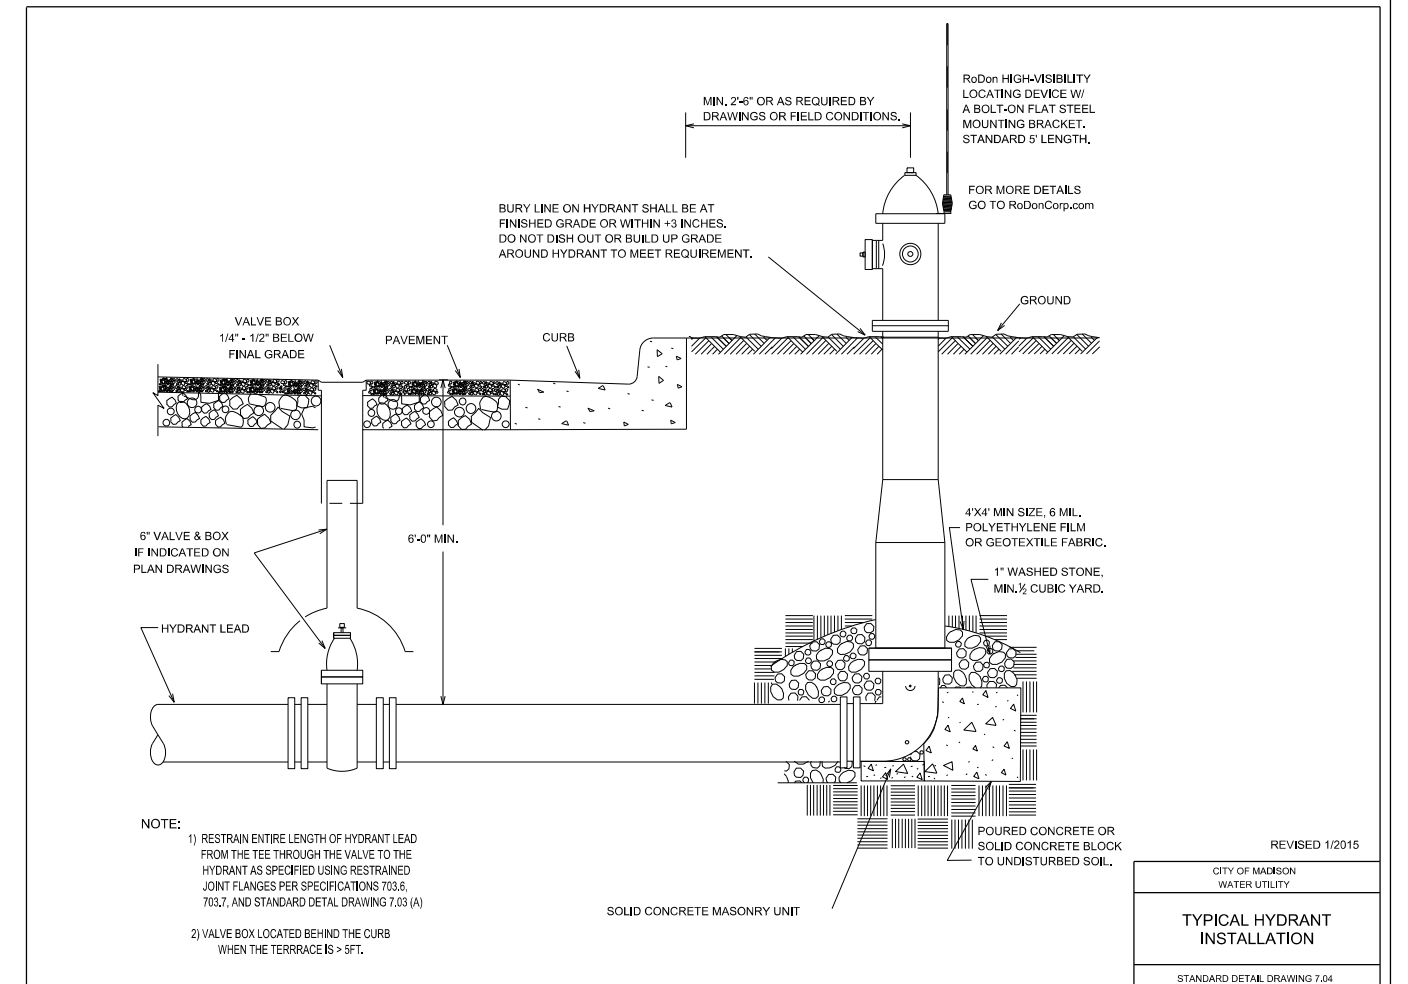 RoDon HIGH-VISIBILITY
LOCATING DEVICE W/
A BOLT-ON FLAT STEEL
MOUNTING BRACKET.
STANDARD 5' LENGTH.
FOR MORE DETAILS
GO TO RoDonCorp.com
MIN. 2'-6" OR AS REQUIRED BY
DRAWINGS OR FIELD CONDITIONS.
BURY LINE ON HYDRANT SHALL BE AT
FINISHED GRADE OR WITHIN +3 INCHES.
DO NOT DISH OUT OR BUILD UP GRADE
AROUND HYDRANT TO MEET REQUIREMENT.
GROUND
VALVE BOX
1/4" - 1/2" BELOW
FINAL GRADE
PAVEMENT
CURB
6" VALVE & BOX
IF INDICATED ON
PLAN DRAWINGS
6'-0" MIN.
4'X4' MIN SIZE, 6 MIL.
POLYETHYLENE FILM
OR GEOTEXTILE FABRIC.
1" WASHED STONE,
MIN.½ CUBIC YARD.
HYDRANT LEAD
NOTE:
1) RESTRAIN ENTIRE LENGTH OF HYDRANT LEAD
FROM THE TEE THROUGH THE VALVE TO THE
HYDRANT AS SPECIFIED USING RESTRAINED
JOINT FLANGES PER SPECIFICATIONS 703.6,
703.7, AND STANDARD DETAL DRAWING 7.03 (A)
2) VALVE BOX LOCATED BEHIND THE CURB
WHEN THE TERRRACE IS > 5FT.
SOLID CONCRETE MASONRY UNIT
POURED CONCRETE OR
SOLID CONCRETE BLOCK
TO UNDISTURBED SOIL.
REVISED 1/2015
CITY OF MADISON
WATER UTILITY
TYPICAL HYDRANT
INSTALLATION
STANDARD DETAIL DRAWING 7.04